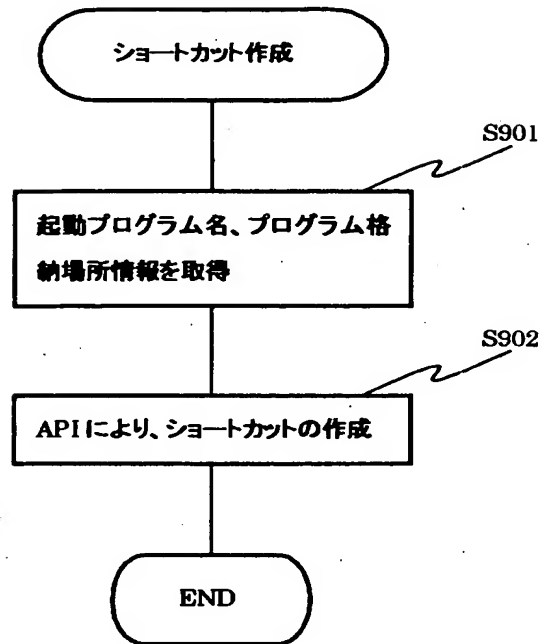 ショートカット作成
S901
起動プログラム名、プログラム格
納場所情報を取得
S902
APIにより、ショートカットの作成
END